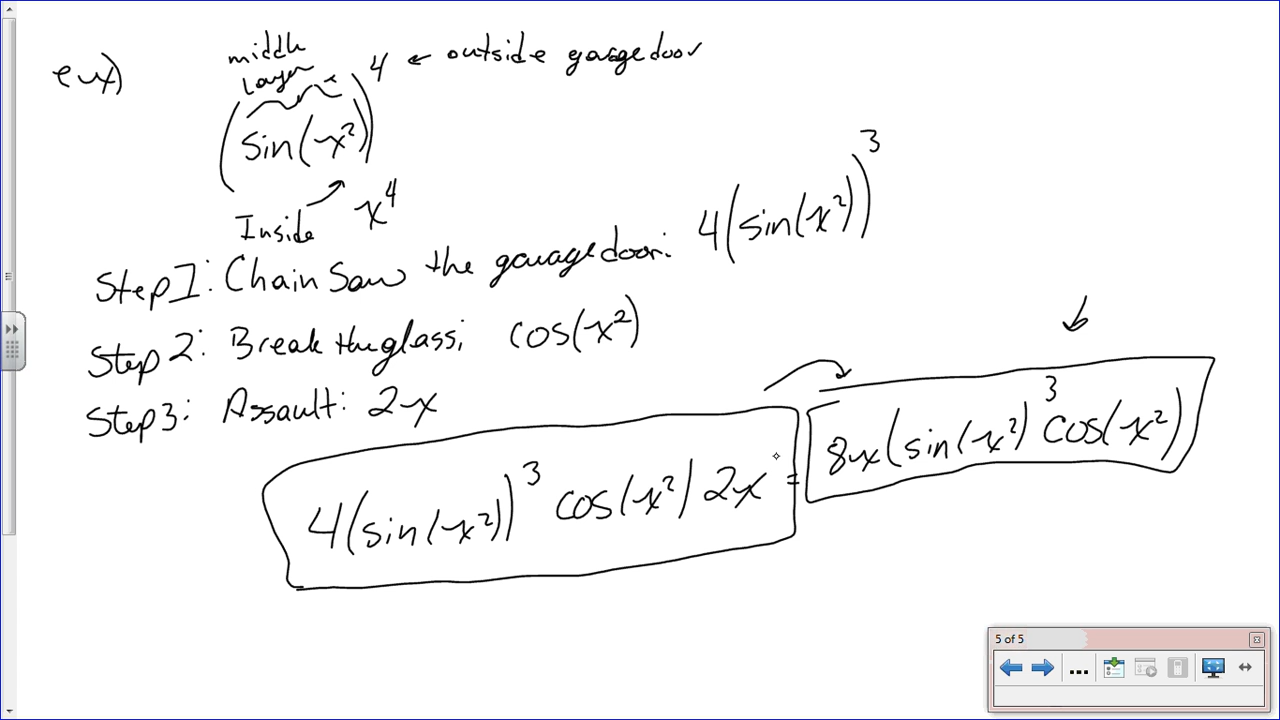 ex)
middle
Layer
4 ← outside garagedoor
(sin(x²))
Inside
x⁴
Step 1: Chain Saw the garagedoor: 4(sin(x²))³
Step 2: Break the glass: cos(x²)
Step 3: Assault: 2x
4(sin(x²))³ cos(x²) 2x = 8x(sin(x²)³ cos(x²)
5 of 5
...